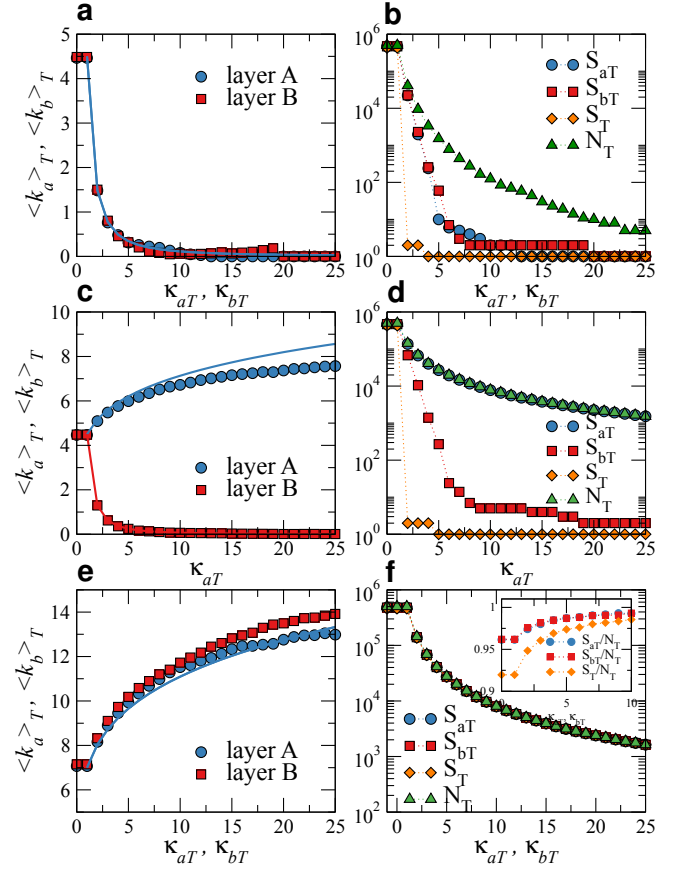 a
<k_a>_T , <k_b>_T
5
4
3
2
1
0
layer A
layer B
0 5 10 15 20 25
κ_aT , κ_bT
b
10^6
10^4
10^2
10^0
S_aT
S_bT
S_T
N_T
0 5 10 15 20 25
κ_aT , κ_bT
c
<k_a>_T , <k_b>_T
10
8
6
4
2
0
layer A
layer B
0 5 10 15 20 25
κ_aT
d
10^6
10^4
10^2
10^0
S_aT
S_bT
S_T
N_T
0 5 10 15 20 25
κ_aT
e
<k_a>_T , <k_b>_T
14
12
10
8
6
layer A
layer B
0 5 10 15 20 25
κ_aT , κ_bT
f
10^6
10^5
10^4
10^3
10^2
S_aT
S_bT
S_T
N_T
1
0.95
0.9
S_aT/N_T
S_bT/N_T
S_T/N_T
0 5 10
κ_aT, κ_bT
0 5 10 15 20 25
κ_aT , κ_bT